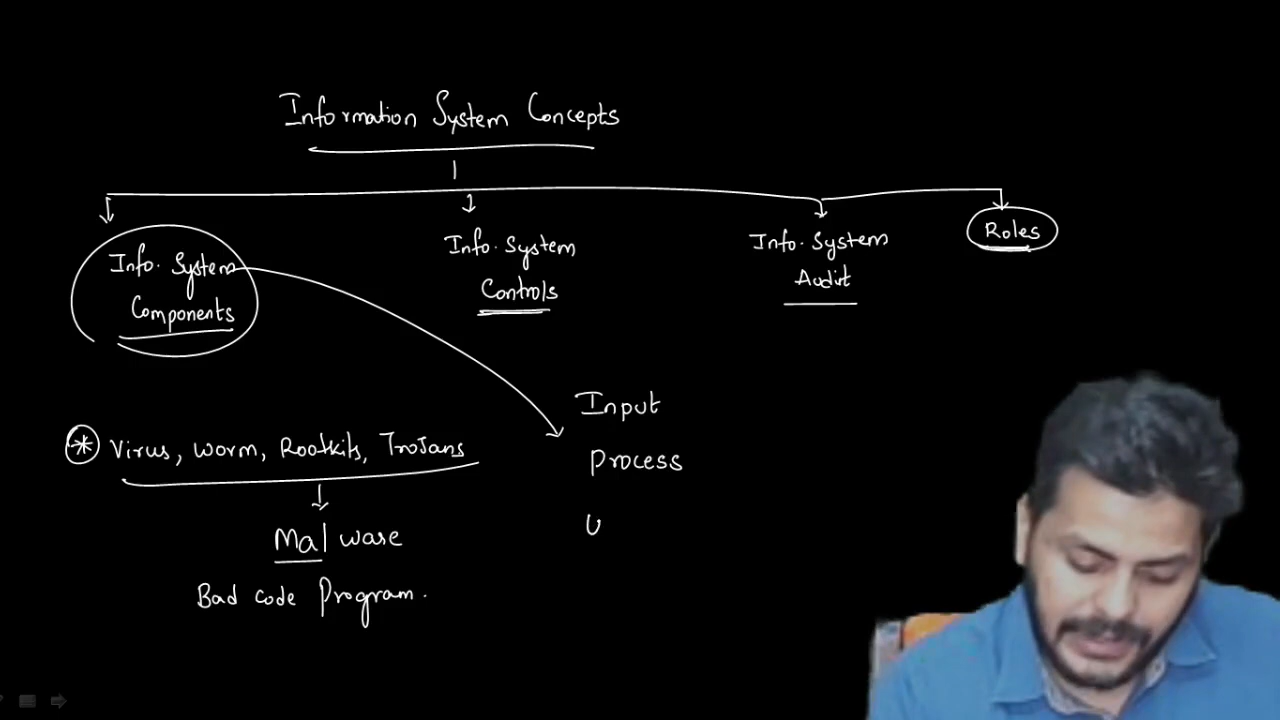 Information System Concepts
Info. System Components
Info. System Controls
Info. System Audit
Roles
* Virus, Worm, Rootkits, Trojans
Malware
Bad code Program.
Input
Process